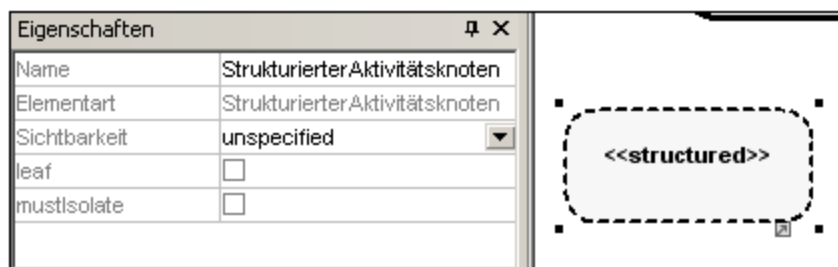 Eigenschaften
Name StrukturierterAktivitätsknoten
Elementart StrukturierterAktivitätsknoten
Sichtbarkeit unspecified
leaf
mustIsolate
<<structured>>